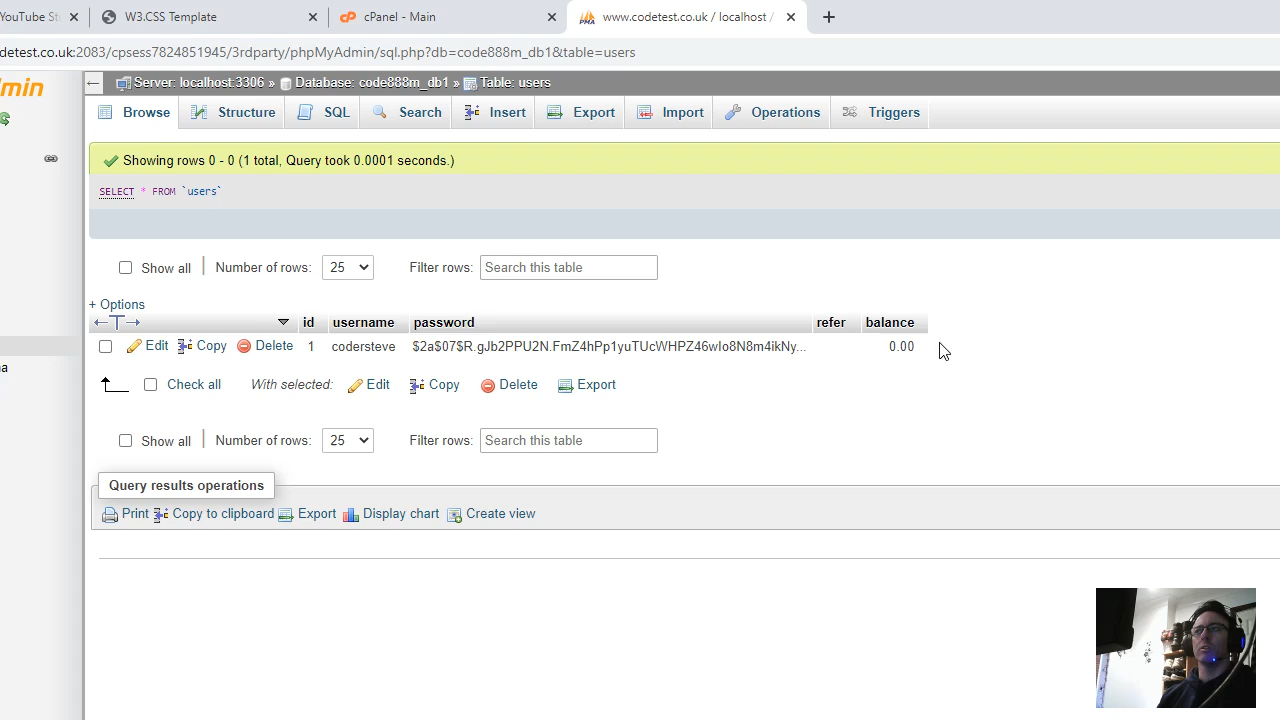 YouTube St
W3.CSS Template
cPanel - Main
www.codetest.co.uk / localhost /
detest.co.uk:2083/cpsess7824851945/3rdparty/phpMyAdmin/sql.php?db=code888m_db1&table=users
min
Server: localhost:3306 » Database: code888m_db1 » Table: users
Browse Structure SQL Search Insert Export Import Operations Triggers
Showing rows 0 - 0 (1 total, Query took 0.0001 seconds.)
SELECT * FROM `users`
Show all Number of rows: 25 Filter rows: Search this table
+ Options
id username password refer balance
Edit Copy Delete 1 codersteve $2a$07$R.gJb2PPU2N.FmZ4hPp1yuTUcWHPZ46wIo8N8m4ikNy... 0.00
Check all With selected: Edit Copy Delete Export
Show all Number of rows: 25 Filter rows: Search this table
Query results operations
Print Copy to clipboard Export Display chart Create view